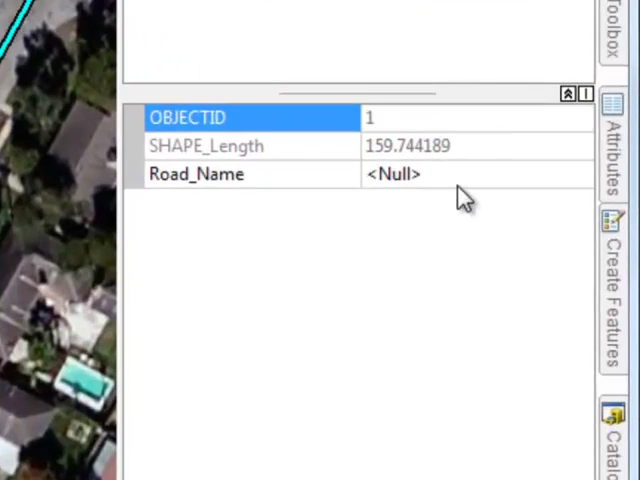 OBJECTID 1
SHAPE_Length 159.744189
Road_Name <Null>
Toolbox
Attributes
Create Features
Catalo